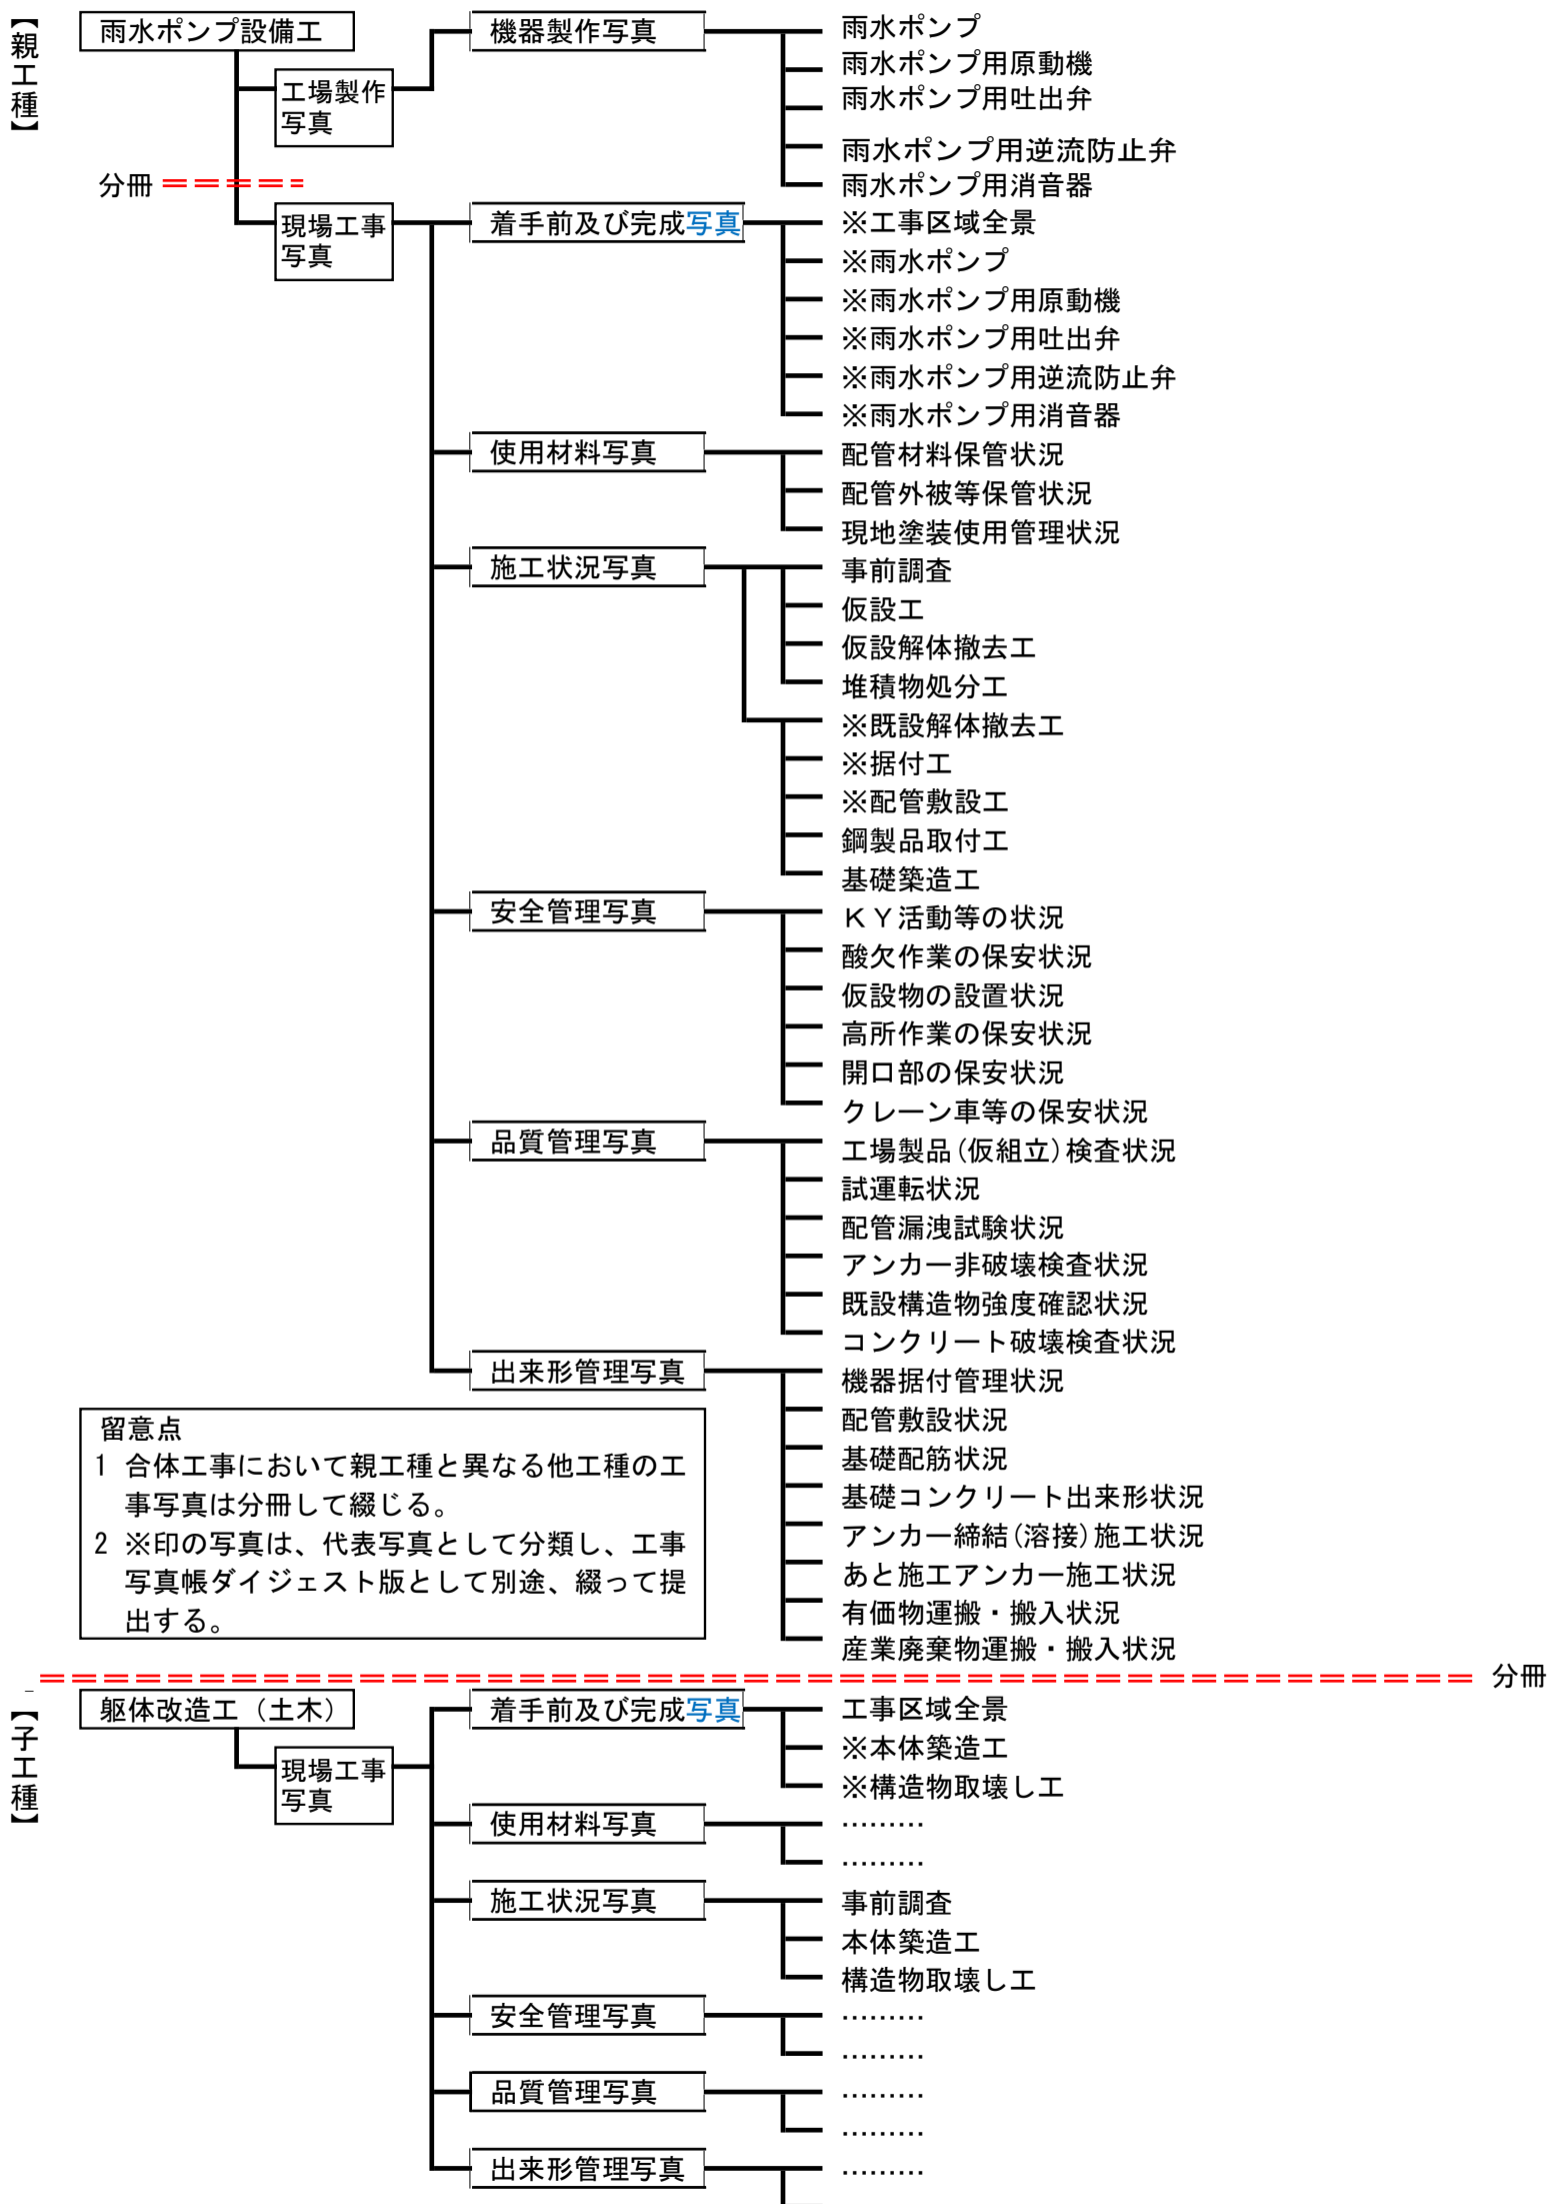 【親工種】
雨水ポンプ設備工
機器製作写真
雨水ポンプ
雨水ポンプ用原動機
雨水ポンプ用吐出弁
雨水ポンプ用逆流防止弁
雨水ポンプ用消音器
工場製作
写真
分冊
現場工事
写真
着手前及び完成写真
※工事区域全景
※雨水ポンプ
※雨水ポンプ用原動機
※雨水ポンプ用吐出弁
※雨水ポンプ用逆流防止弁
※雨水ポンプ用消音器
使用材料写真
配管材料保管状況
配管外被等保管状況
現地塗装使用管理状況
施工状況写真
事前調査
仮設工
仮設解体撤去工
堆積物処分工
※既設解体撤去工
※据付工
※配管敷設工
鋼製品取付工
基礎築造工
安全管理写真
ＫＹ活動等の状況
酸欠作業の保安状況
仮設物の設置状況
高所作業の保安状況
開口部の保安状況
クレーン車等の保安状況
品質管理写真
工場製品(仮組立)検査状況
試運転状況
配管漏洩試験状況
アンカー非破壊検査状況
既設構造物強度確認状況
コンクリート破壊検査状況
出来形管理写真
機器据付管理状況
配管敷設状況
基礎配筋状況
基礎コンクリート出来形状況
アンカー締結(溶接)施工状況
あと施工アンカー施工状況
有価物運搬・搬入状況
産業廃棄物運搬・搬入状況
留意点
1 合体工事において親工種と異なる他工種の工
事写真は分冊して綴じる。
2 ※印の写真は、代表写真として分類し、工事
写真帳ダイジェスト版として別途、綴って提
出する。
分冊
【子工種】
躯体改造工（土木）
現場工事
写真
着手前及び完成写真
工事区域全景
※本体築造工
※構造物取壊し工
使用材料写真
………
………
施工状況写真
事前調査
本体築造工
構造物取壊し工
安全管理写真
………
………
品質管理写真
………
………
出来形管理写真
………